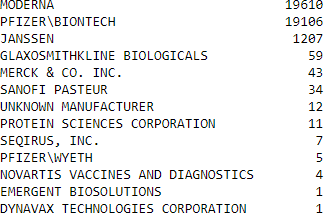 MODERNA 19610
PFIZER\BIONTECH 19106
JANSSEN 1207
GLAXOSMITHKLINE BIOLOGICALS 59
MERCK & CO. INC. 43
SANOFI PASTEUR 34
UNKNOWN MANUFACTURER 12
PROTEIN SCIENCES CORPORATION 11
SEQIRUS, INC. 7
PFIZER\WYETH 5
NOVARTIS VACCINES AND DIAGNOSTICS 4
EMERGENT BIOSOLUTIONS 1
DYNAVAX TECHNOLOGIES CORPORATION 1